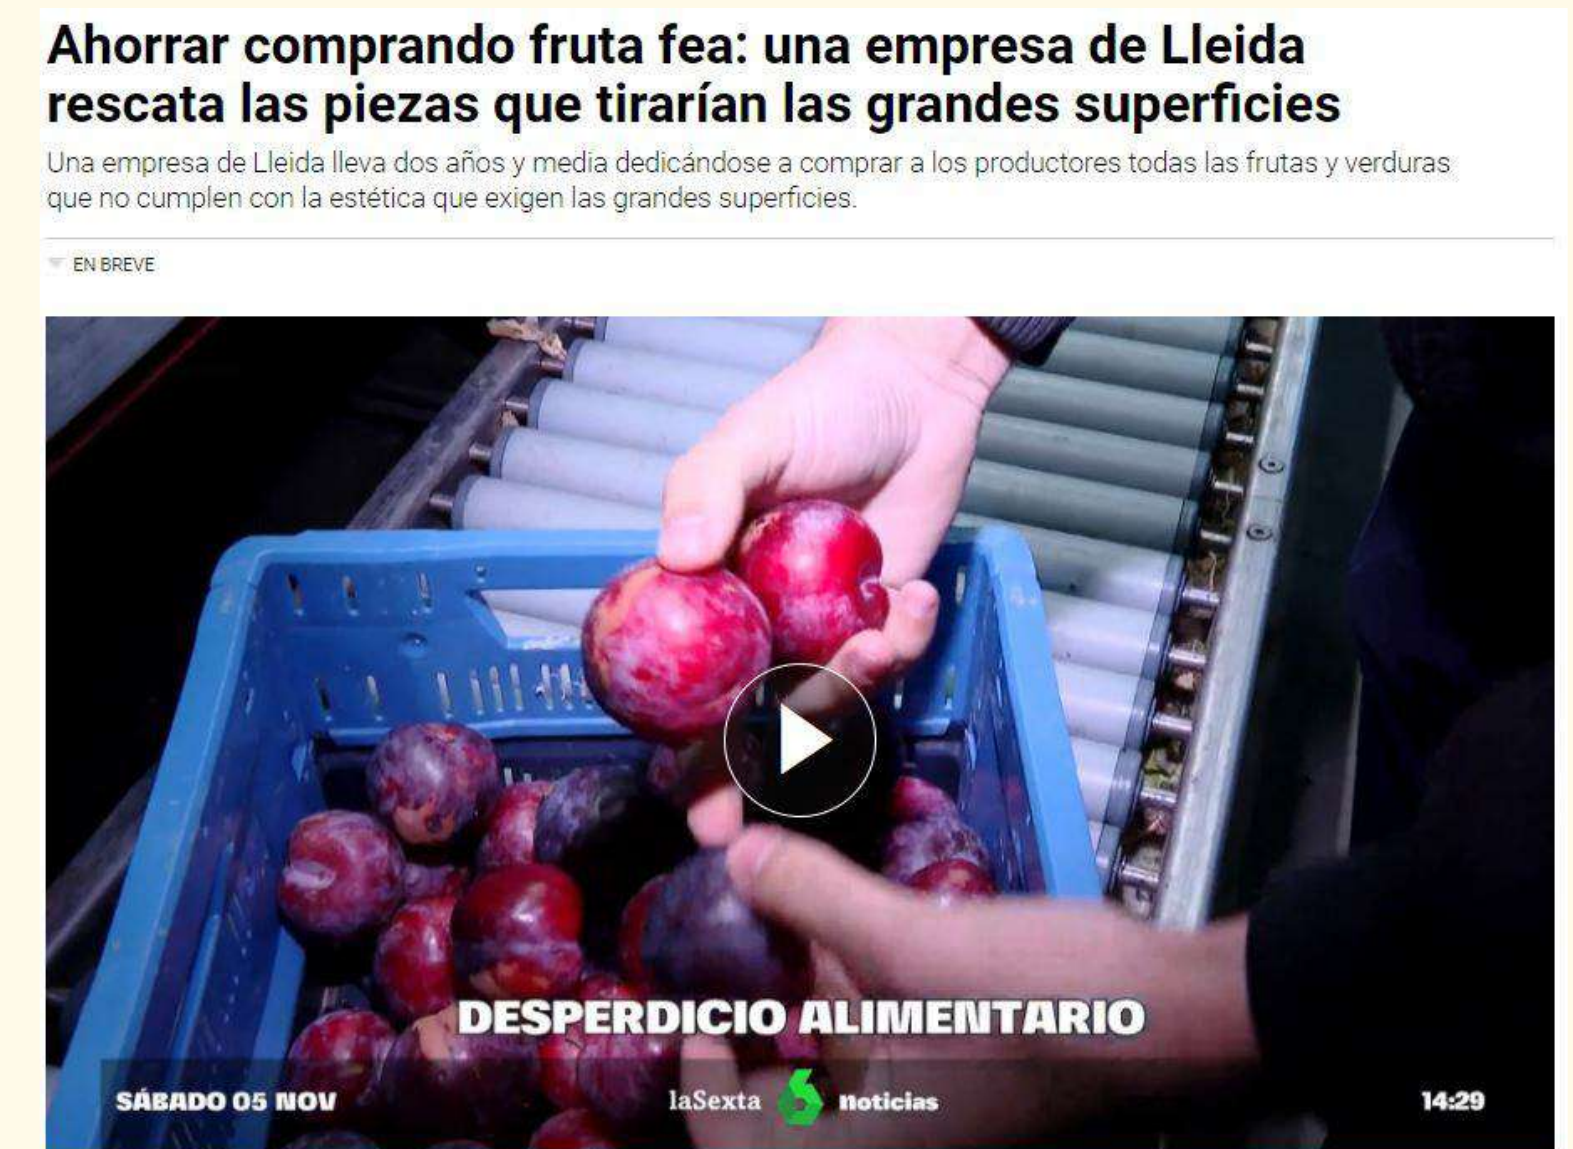 Ahorrar comprando fruta fea: una empresa de Lleida
rescata las piezas que tirarían las grandes superficies
Una empresa de Lleida lleva dos años y media dedicándose a comprar a los productores todas las frutas y verduras
que no cumplen con la estética que exigen las grandes superficies.
EN BREVE
DESPERDICIO ALIMENTARIO
SÁBADO 05 NOV laSexta noticias 14:29